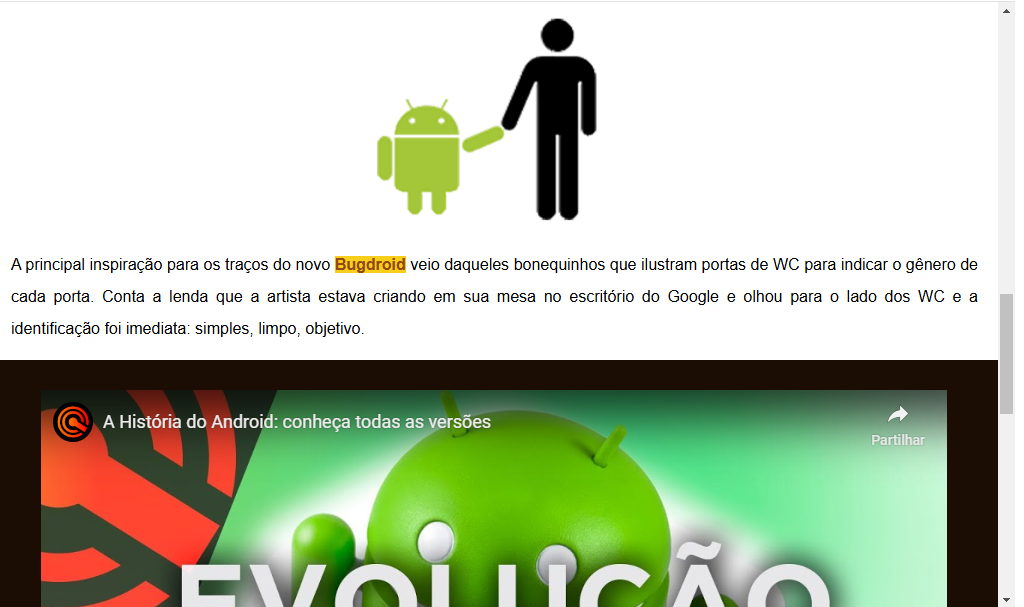 A principal inspiração para os traços do novo Bugdroid veio daqueles bonequinhos que ilustram portas de WC para indicar o gênero de
cada porta. Conta a lenda que a artista estava criando em sua mesa no escritório do Google e olhou para o lado dos WC e a
identificação foi imediata: simples, limpo, objetivo.
A História do Android: conheça todas as versões
Partilhar
EVOLUÇÃO